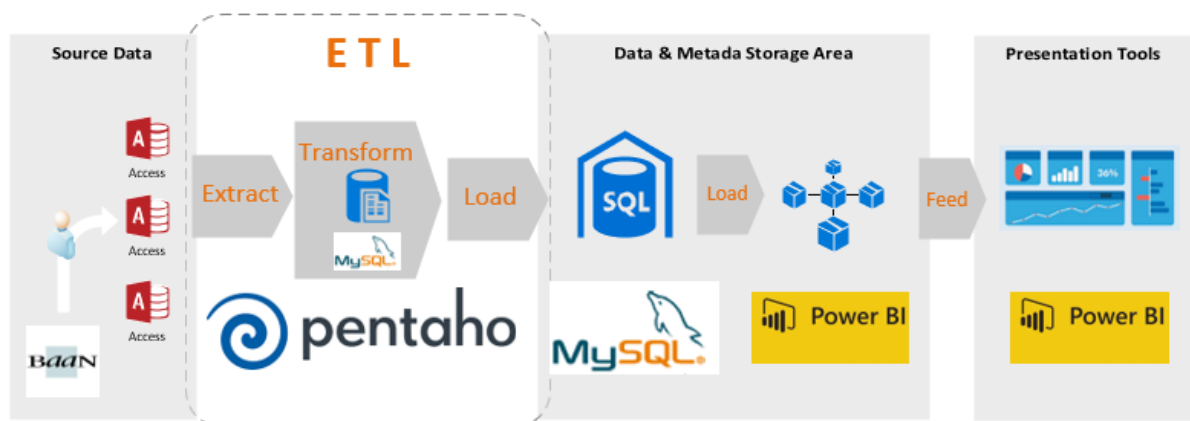 Source Data
A
Access
A
Access
A
Access
BaaN
ETL
Extract
Transform
MySQL®
Load
pentaho
Data & Metada Storage Area
SQL
Load
MySQL®
Power BI
Feed
Presentation Tools
36%
Power BI